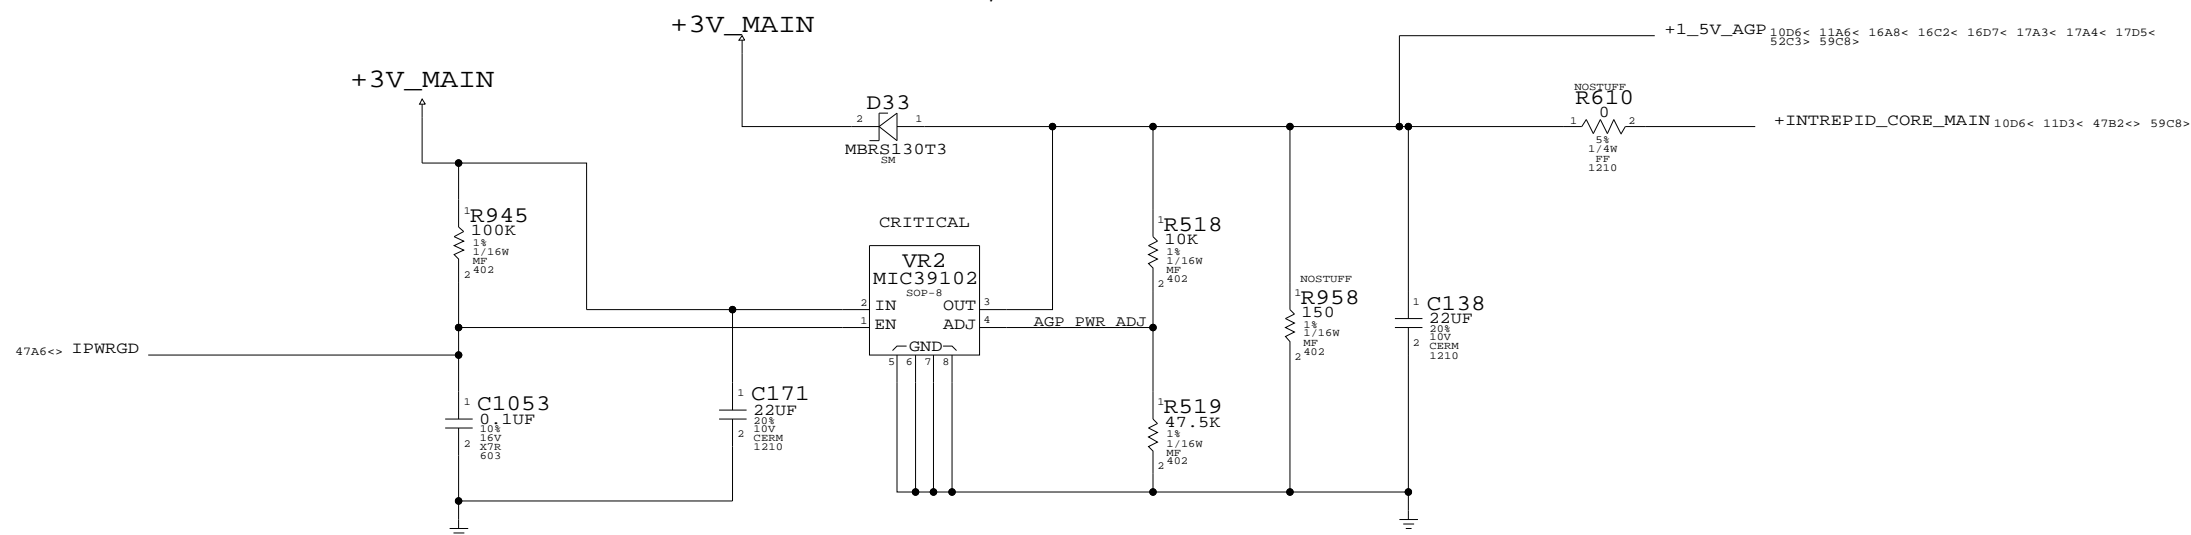 +3V_MAIN
+1_5V_AGP 10D6< 11A6< 16A8< 16C2< 16D7< 17A3< 17A4< 17D5<
52C3> 59C8>
+3V_MAIN
NOSTUFF
R610
0
1 2
5%
1/4W
FF
1210
+INTREPID_CORE_MAIN 10D6< 11D3< 47B2<> 59C8>
D33
2 1
MBRS130T3
SM
1
R945
100K
1%
1/16W
MF
402
2
CRITICAL
VR2
MIC39102
SOP-8
2 IN OUT 3
1 EN ADJ 4
GND
5 6 7 8
AGP_PWR_ADJ
1
R518
10K
1%
1/16W
MF
402
2
NOSTUFF
1
R958
150
1%
1/16W
MF
402
2
1
C138
22UF
20%
10V
CERM
1210
2
47A6<> IPWRGD
1
C1053
0.1UF
10%
16V
X7R
603
2
1
C171
22UF
20%
10V
CERM
1210
2
1
R519
47.5K
1%
1/16W
MF
402
2